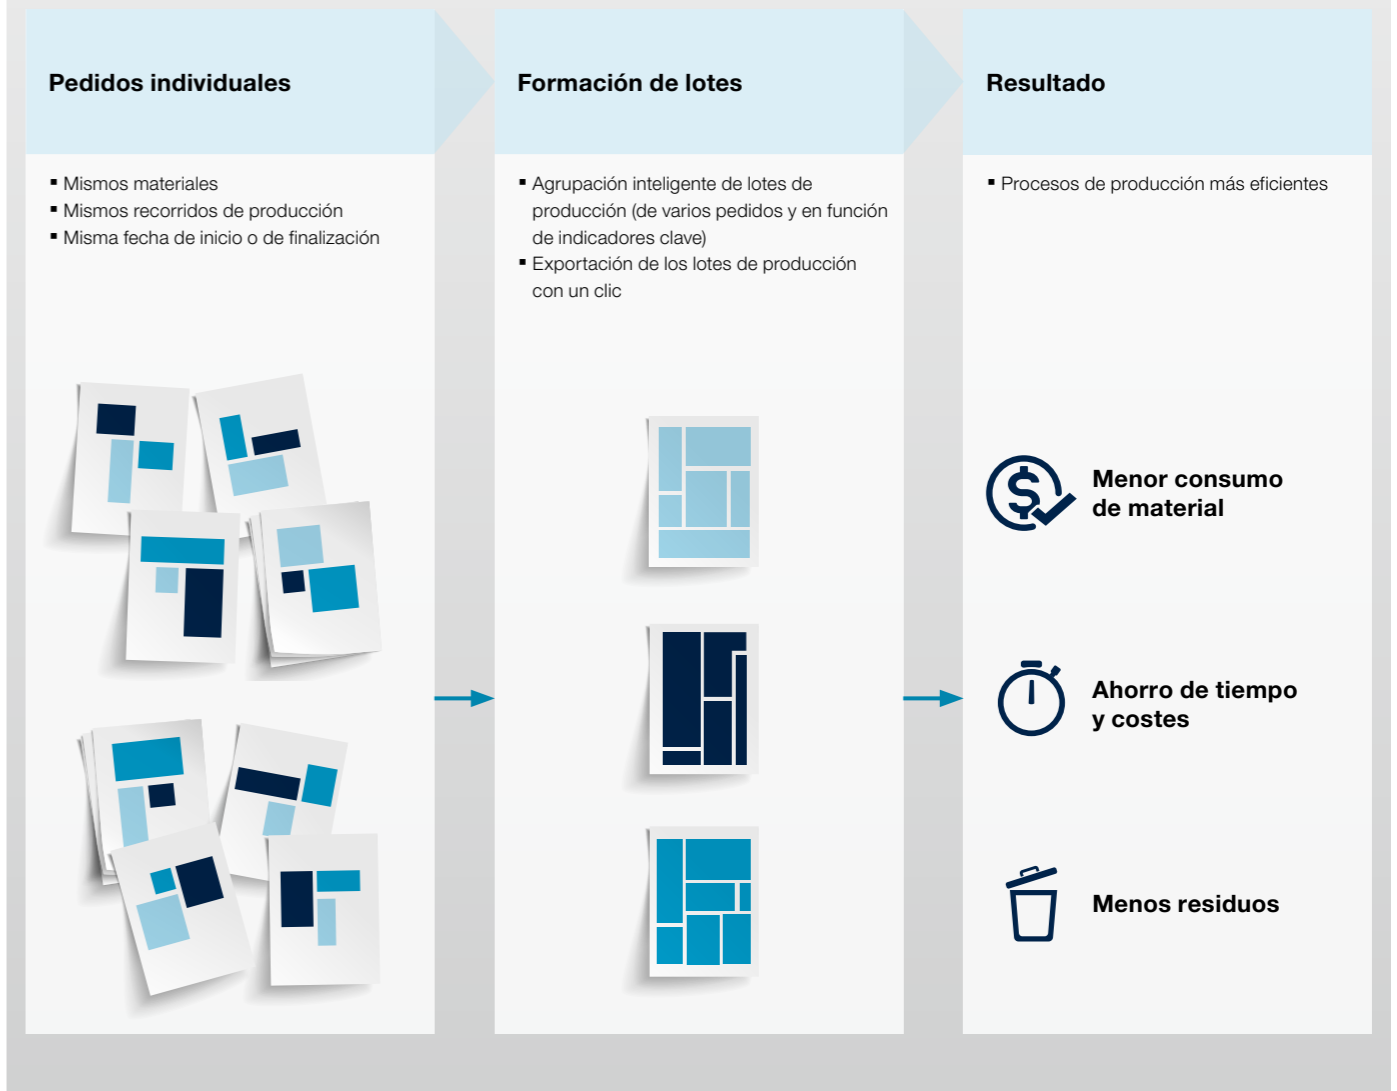 Pedidos individuales
▪ Mismos materiales
▪ Mismos recorridos de producción
▪ Misma fecha de inicio o de finalización
Formación de lotes
▪ Agrupación inteligente de lotes de
producción (de varios pedidos y en función
de indicadores clave)
▪ Exportación de los lotes de producción
con un clic
Resultado
▪ Procesos de producción más eficientes
$
Menor consumo
de material
Ahorro de tiempo
y costes
Menos residuos